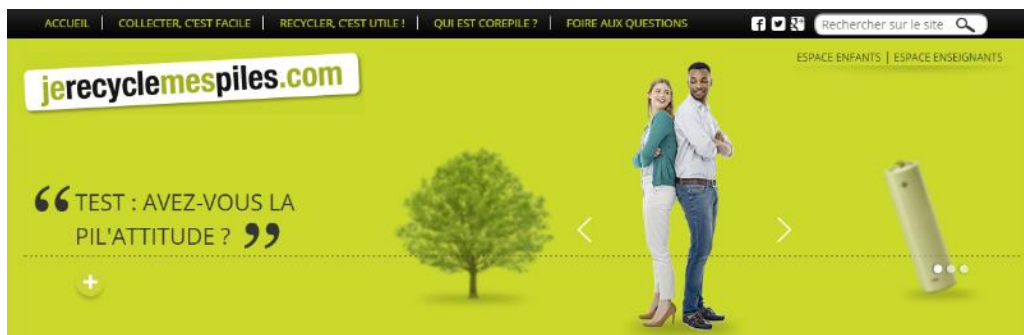 ACCUEIL | COLLECTER, C'EST FACILE | RECYCLER, C'EST UTILE ! | QUI EST COREPILE ? | FOIRE AUX QUESTIONS
Rechercher sur le site
ESPACE ENFANTS | ESPACE ENSEIGNANTS
jerecyclemespiles.com
“ TEST : AVEZ-VOUS LA
PIL'ATTITUDE ? ”